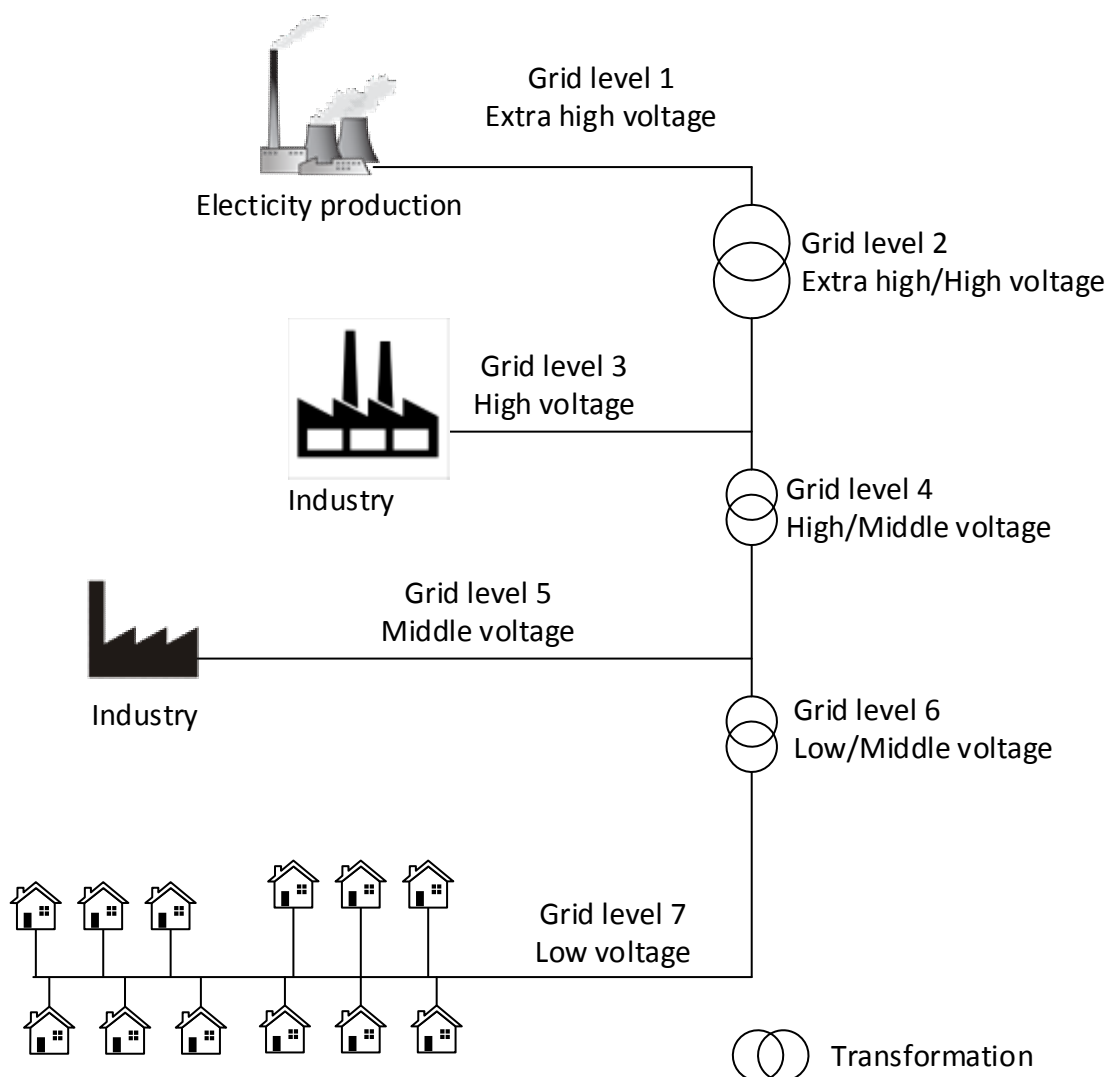 Grid level 1
Extra high voltage
Electicity production
Grid level 2
Extra high/High voltage
Grid level 3
High voltage
Industry
Grid level 4
High/Middle voltage
Grid level 5
Middle voltage
Industry
Grid level 6
Low/Middle voltage
Grid level 7
Low voltage
Transformation